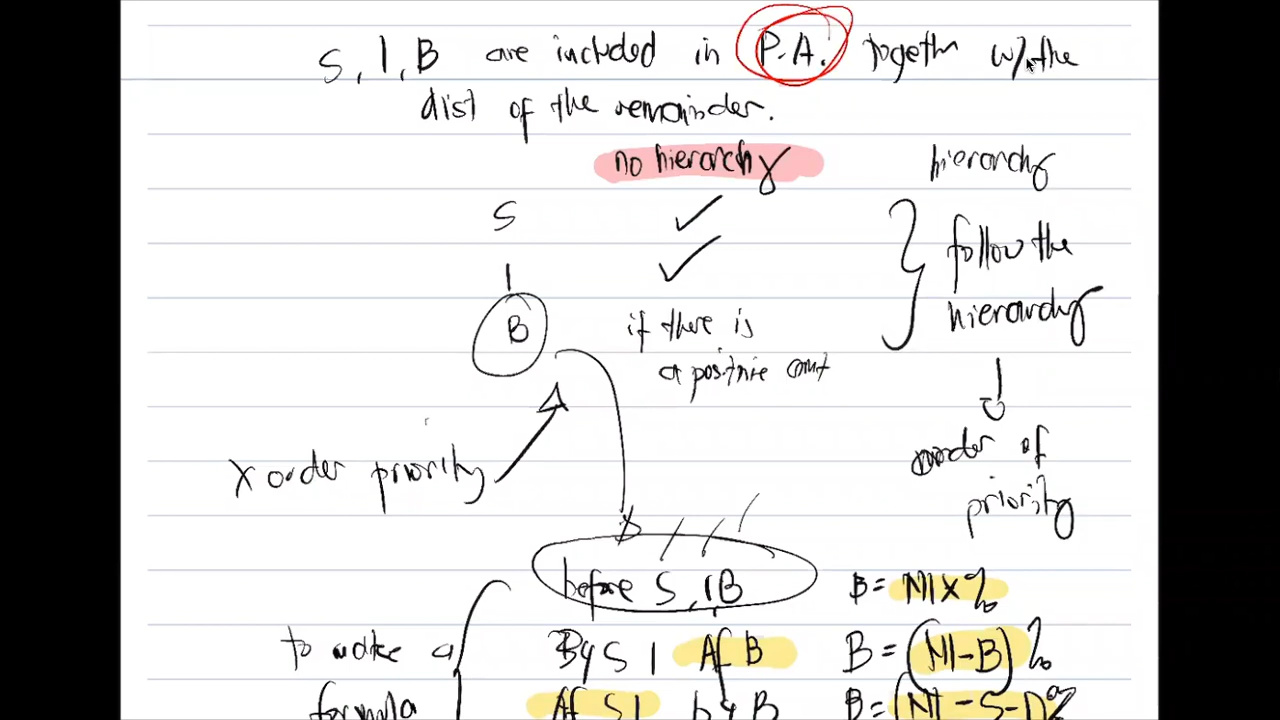 S, I, B are included in P.A. together w/ the
dist of the remainder.
no hierarchy hierarchy
S ✓
I ✓ follow the
hierarchy
B if there is
a positive amt
X order priority order of
priority
before S, I B B = NI x %
to make a B4 S I Af B B = (NI - B) %
formula Af S I b4 B B = (NI - S - I) %